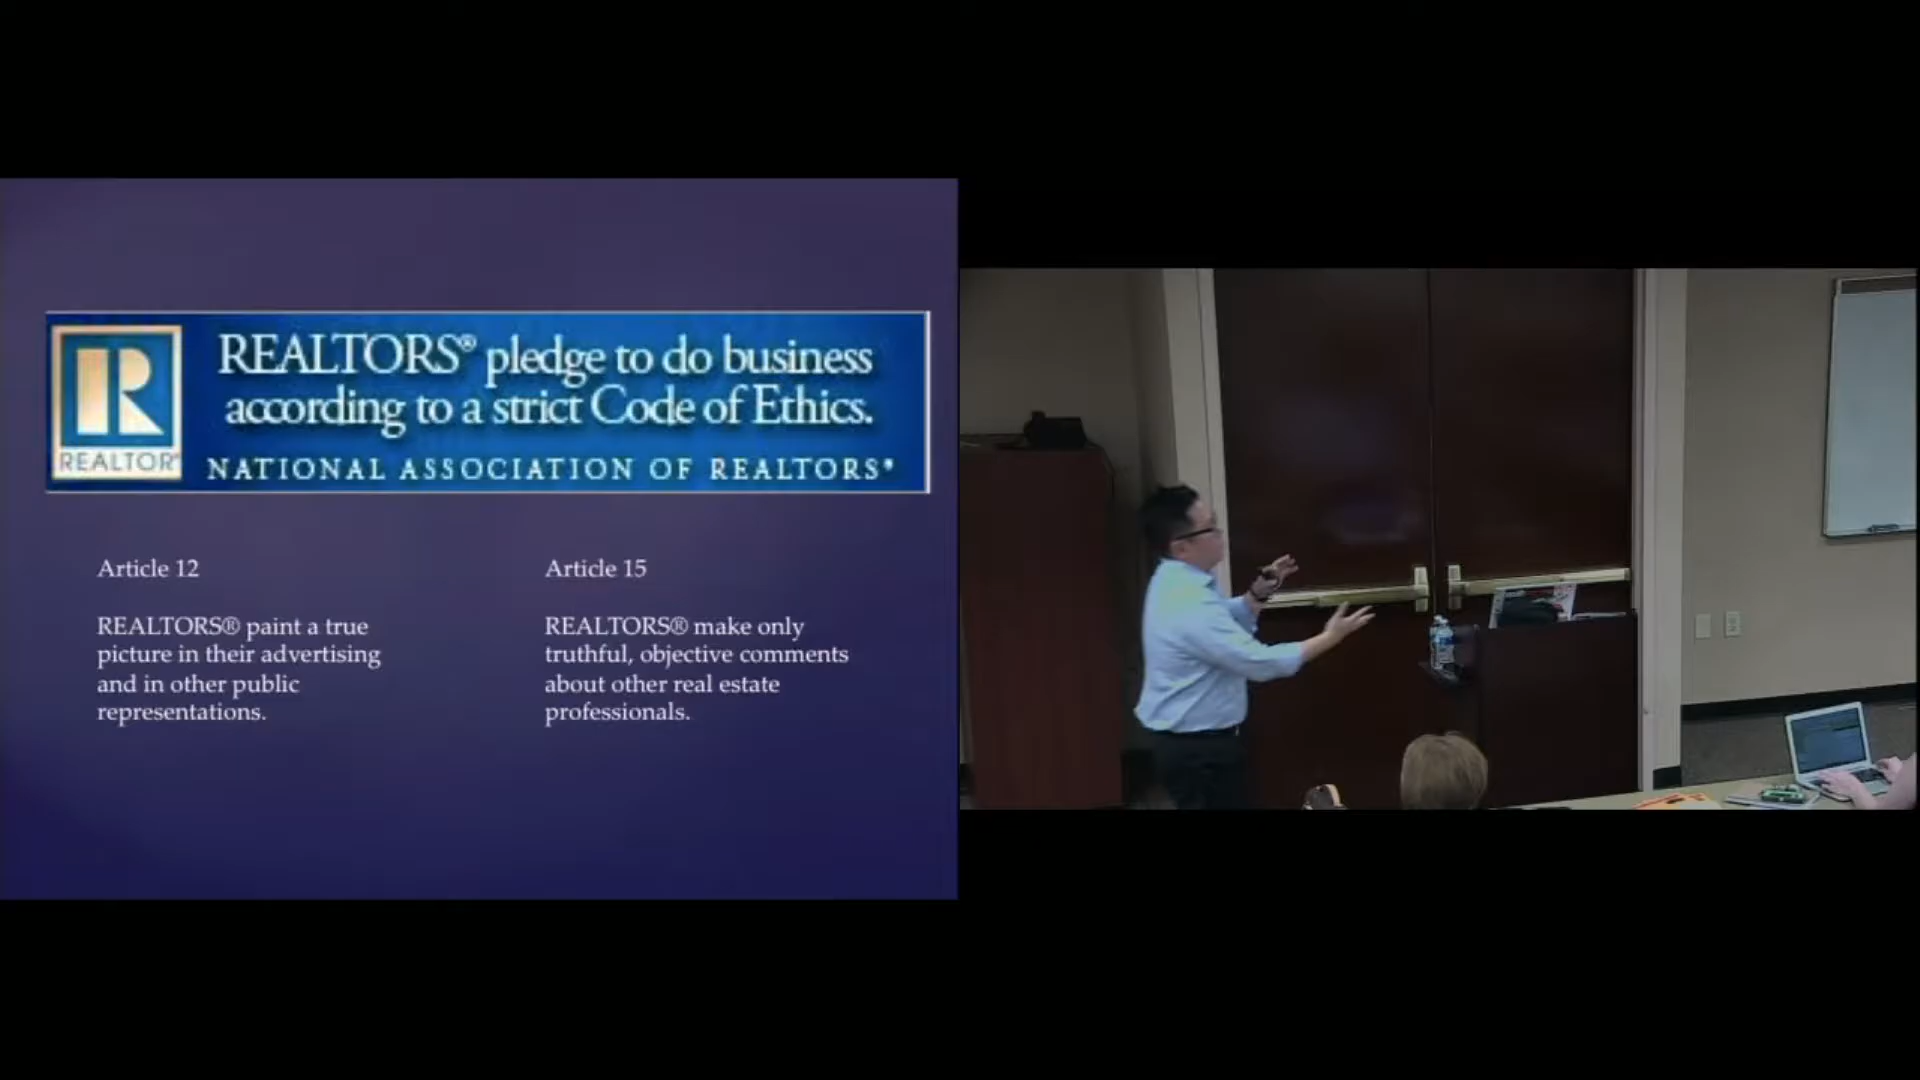 REALTORS® pledge to do business
according to a strict Code of Ethics.
REALTOR®
NATIONAL ASSOCIATION OF REALTORS®
Article 12
REALTORS® paint a true
picture in their advertising
and in other public
representations.
Article 15
REALTORS® make only
truthful, objective comments
about other real estate
professionals.